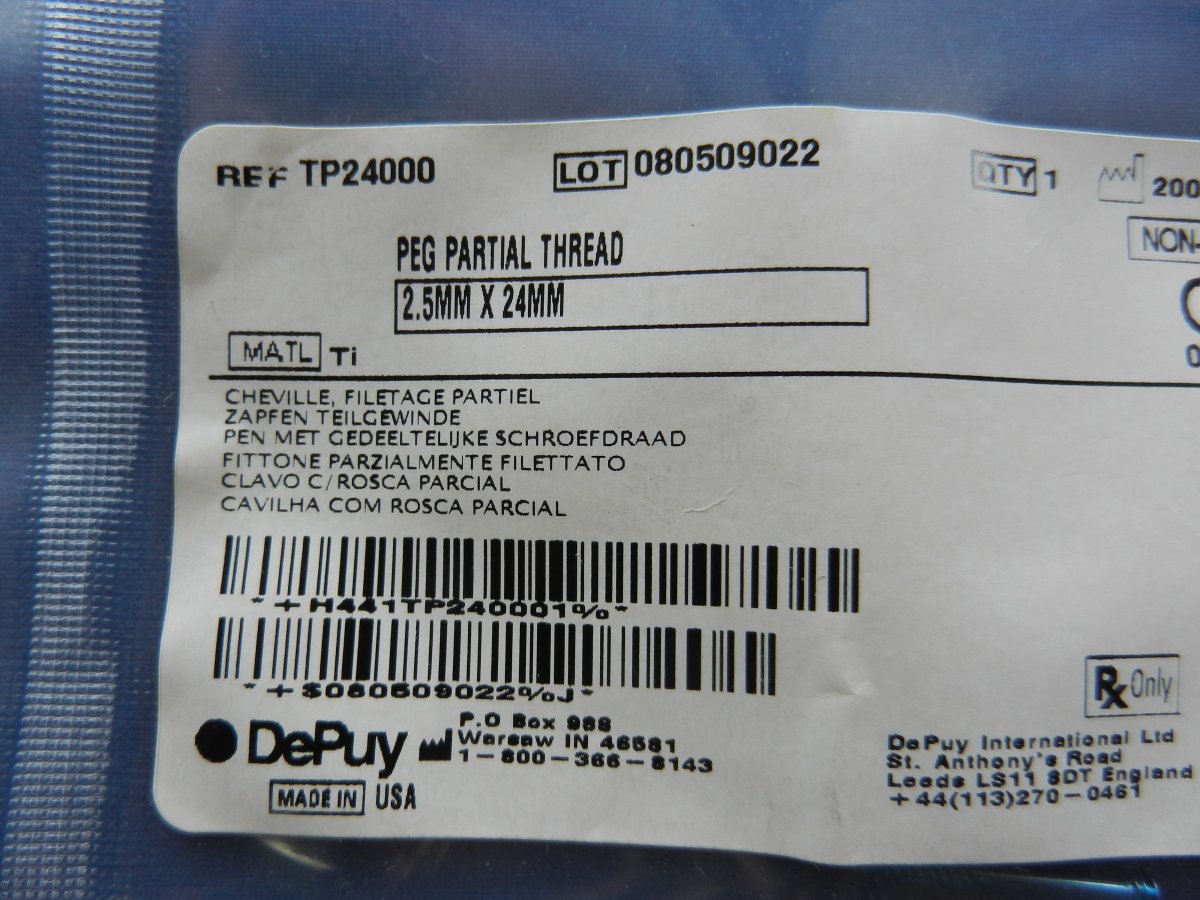 REF TP24000 LOT 080509022 QTY 1 200
PEG PARTIAL THREAD NON-
2.5MM X 24MM
MATL Ti 0
CHEVILLE, FILETAGE PARTIEL
ZAPFEN TEILGEWINDE
PEN MET GEDEELTELIJKE SCHROEFDRAAD
FITTONE PARZIALMENTE FILETTATO
CLAVO C/ROSCA PARCIAL
CAVILHA COM ROSCA PARCIAL
*+H441TP240001%*
*+$080509022%J*
DePuy
P.O Box 988
Warsaw IN 46581
1-800-366-8143
MADE IN USA
Rx Only
DePuy International Ltd
St. Anthony's Road
Leeds LS11 8DT England
+44(113)270-0461